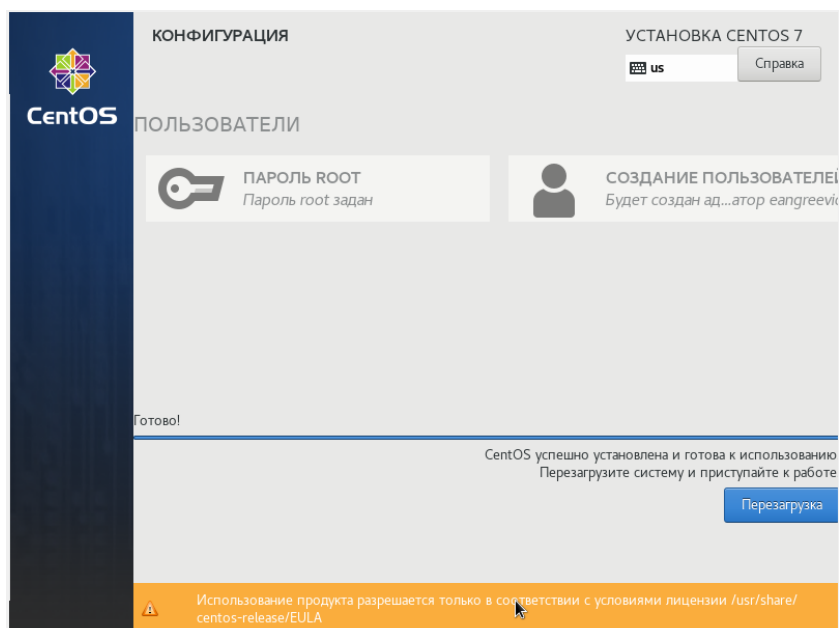 КОНФИГУРАЦИЯ
УСТАНОВКА CENTOS 7
us
Справка
CentOS
ПОЛЬЗОВАТЕЛИ
ПАРОЛЬ ROOT
Пароль root задан
СОЗДАНИЕ ПОЛЬЗОВАТЕЛЕЙ
Будет создан ад...атор eangreevic
Готово!
CentOS успешно установлена и готова к использованию
Перезагрузите систему и приступайте к работе
Перезагрузка
Использование продукта разрешается только в соответствии с условиями лицензии /usr/share/
centos-release/EULA